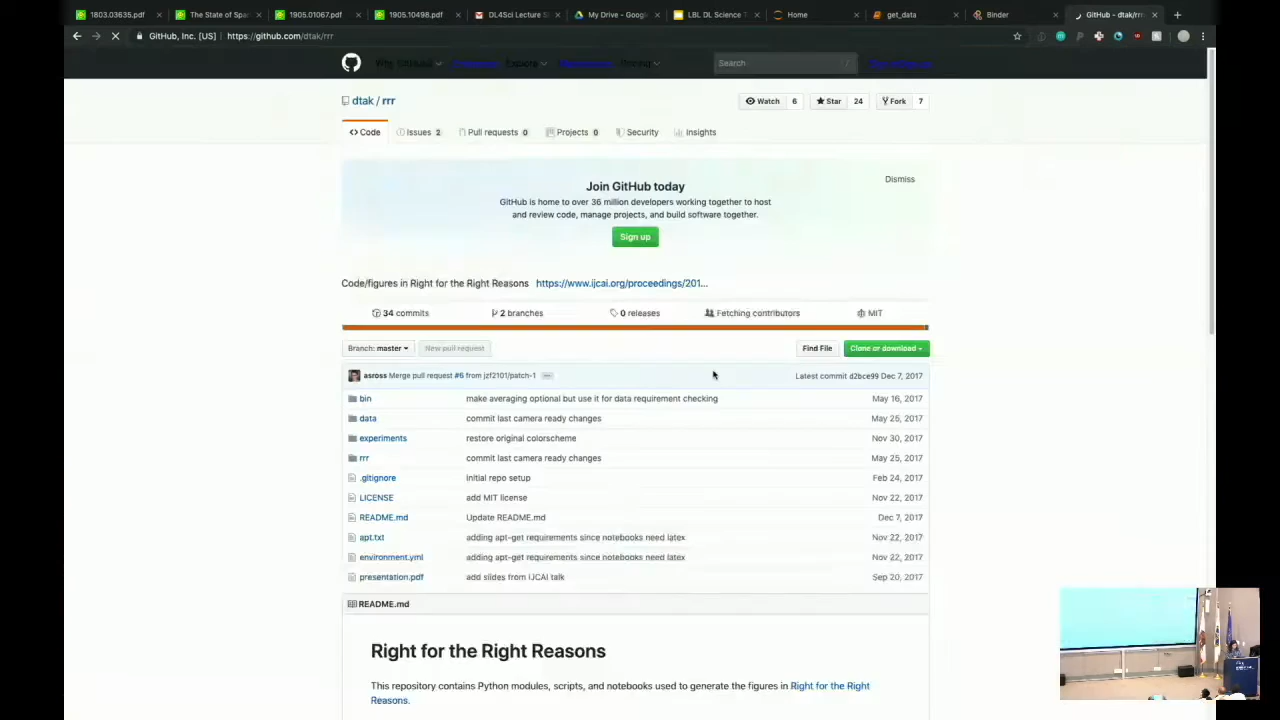 1803.03635.pdf
The State of Spar
1905.01067.pdf
1905.10498.pdf
DL4Sci Lecture S
My Drive - Google
LBL DL Science T
Home
get_data
Binder
GitHub - dtak/rrr
GitHub, Inc. [US]
https://github.com/dtak/rrr
Explore
Search /
dtak / rrr
Watch 6
Star 24
Fork 7
Code
Issues 2
Pull requests 0
Projects 0
Security
Insights
Join GitHub today
Dismiss
GitHub is home to over 36 million developers working together to host
and review code, manage projects, and build software together.
Sign up
Code/figures in Right for the Right Reasons https://www.ijcai.org/proceedings/201...
34 commits
2 branches
0 releases
Fetching contributors
MIT
Branch: master
New pull request
Find File
Clone or download
asross Merge pull request #6 from jzf2101/patch-1
Latest commit d2bce99 Dec 7, 2017
bin make averaging optional but use it for data requirement checking May 16, 2017
data commit last camera ready changes May 25, 2017
experiments restore original colorscheme Nov 30, 2017
rrr commit last camera ready changes May 25, 2017
.gitignore initial repo setup Feb 24, 2017
LICENSE add MIT license Nov 22, 2017
README.md Update README.md Dec 7, 2017
apt.txt adding apt-get requirements since notebooks need latex Nov 22, 2017
environment.yml adding apt-get requirements since notebooks need latex Nov 22, 2017
presentation.pdf add slides from IJCAI talk Sep 20, 2017
README.md
Right for the Right Reasons
This repository contains Python modules, scripts, and notebooks used to generate the figures in Right for the Right
Reasons.